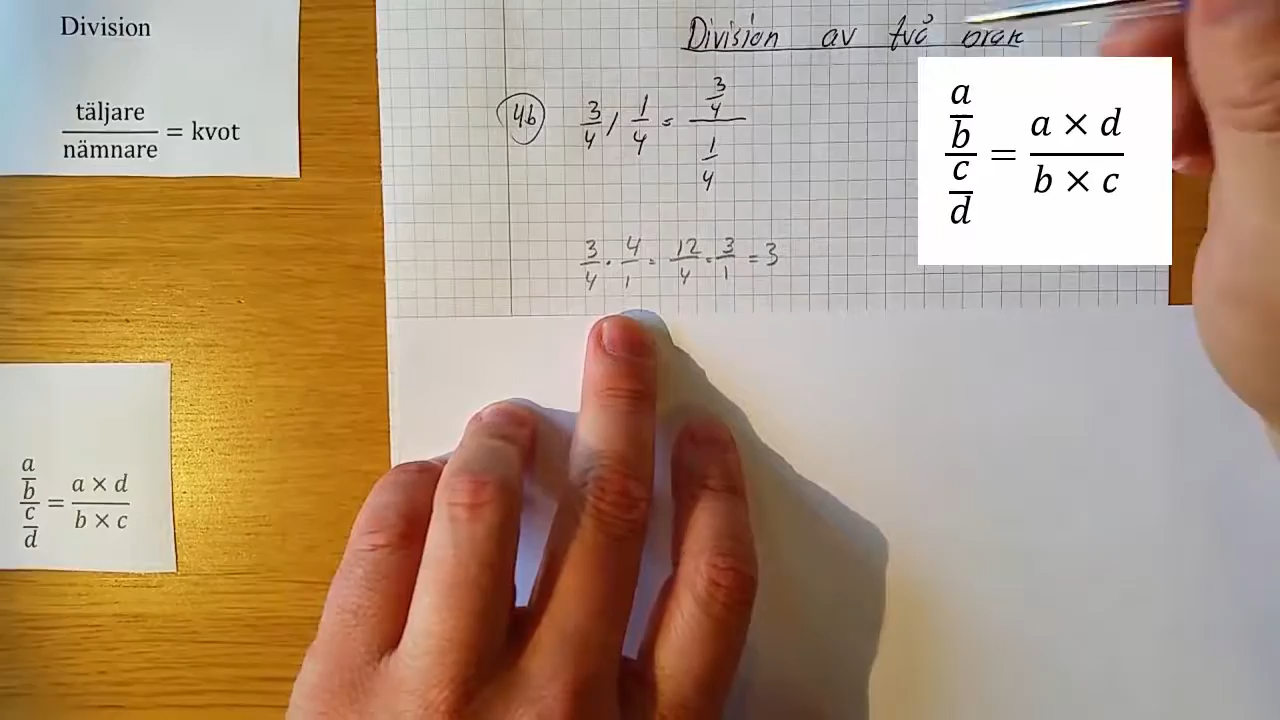 Division
täljare
nämnare
= kvot
Division av två
46
3/4 / 1/4 = 3/4 / 1/4
3/4 · 4/1 = 12/4 = 3/1 = 3
a/b / c/d = a × d / b × c
a/b / c/d = a × d / b × c